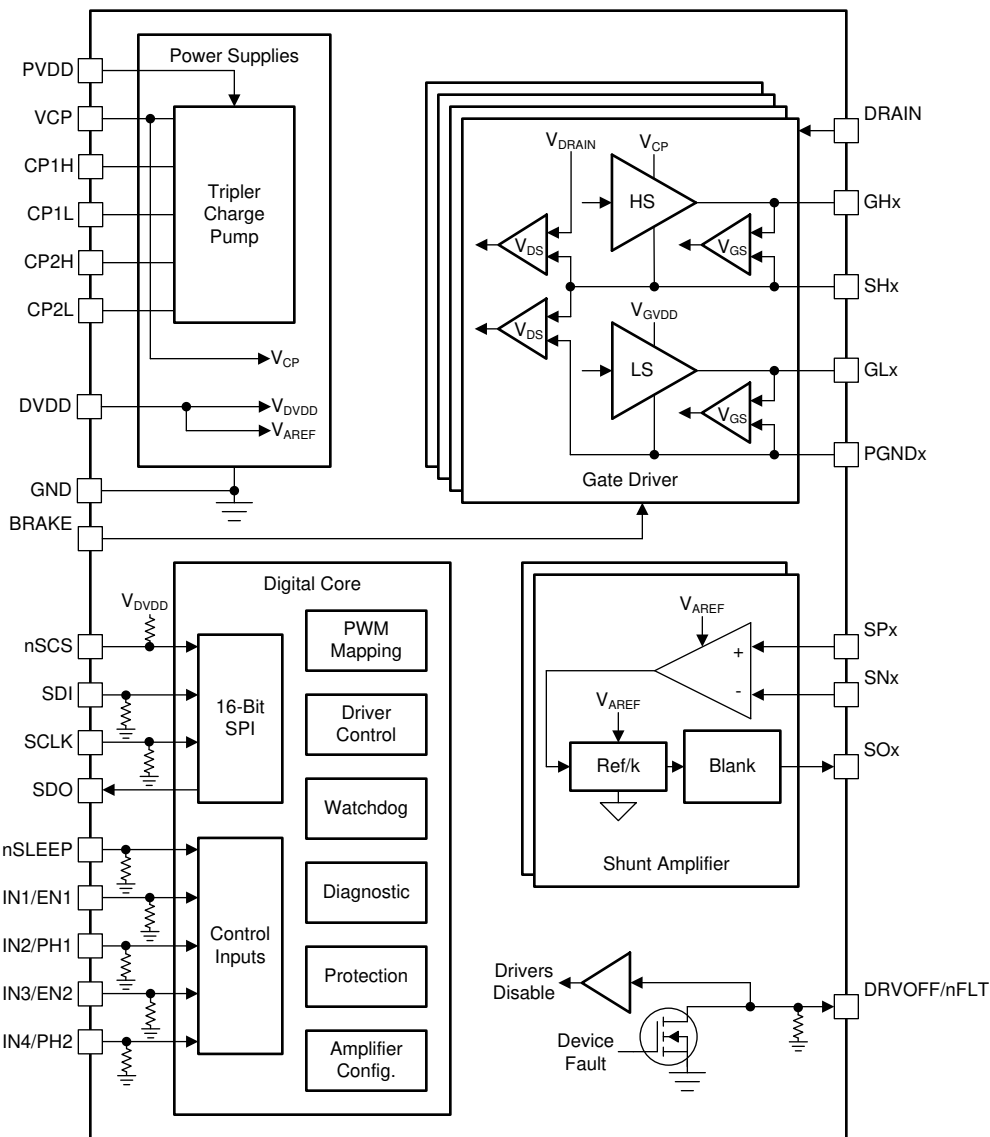 PVDD
VCP
CP1H
CP1L
CP2H
CP2L
DVDD
GND
BRAKE
Power Supplies
Tripler
Charge
Pump
VCP
VDVDD
VAREF
VDRAIN
VCP
HS
VDS
VGS
VDS
VGVDD
LS
VGS
Gate Driver
DRAIN
GHx
SHx
GLx
PGNDx
nSCS
SDI
SCLK
SDO
nSLEEP
IN1/EN1
IN2/PH1
IN3/EN2
IN4/PH2
Digital Core
VDVDD
16-Bit
SPI
Control
Inputs
PWM
Mapping
Driver
Control
Watchdog
Diagnostic
Protection
Amplifier
Config.
VAREF
+
-
VAREF
Ref/k
Blank
Shunt Amplifier
SPx
SNx
SOx
Drivers
Disable
Device
Fault
DRVOFF/nFLT